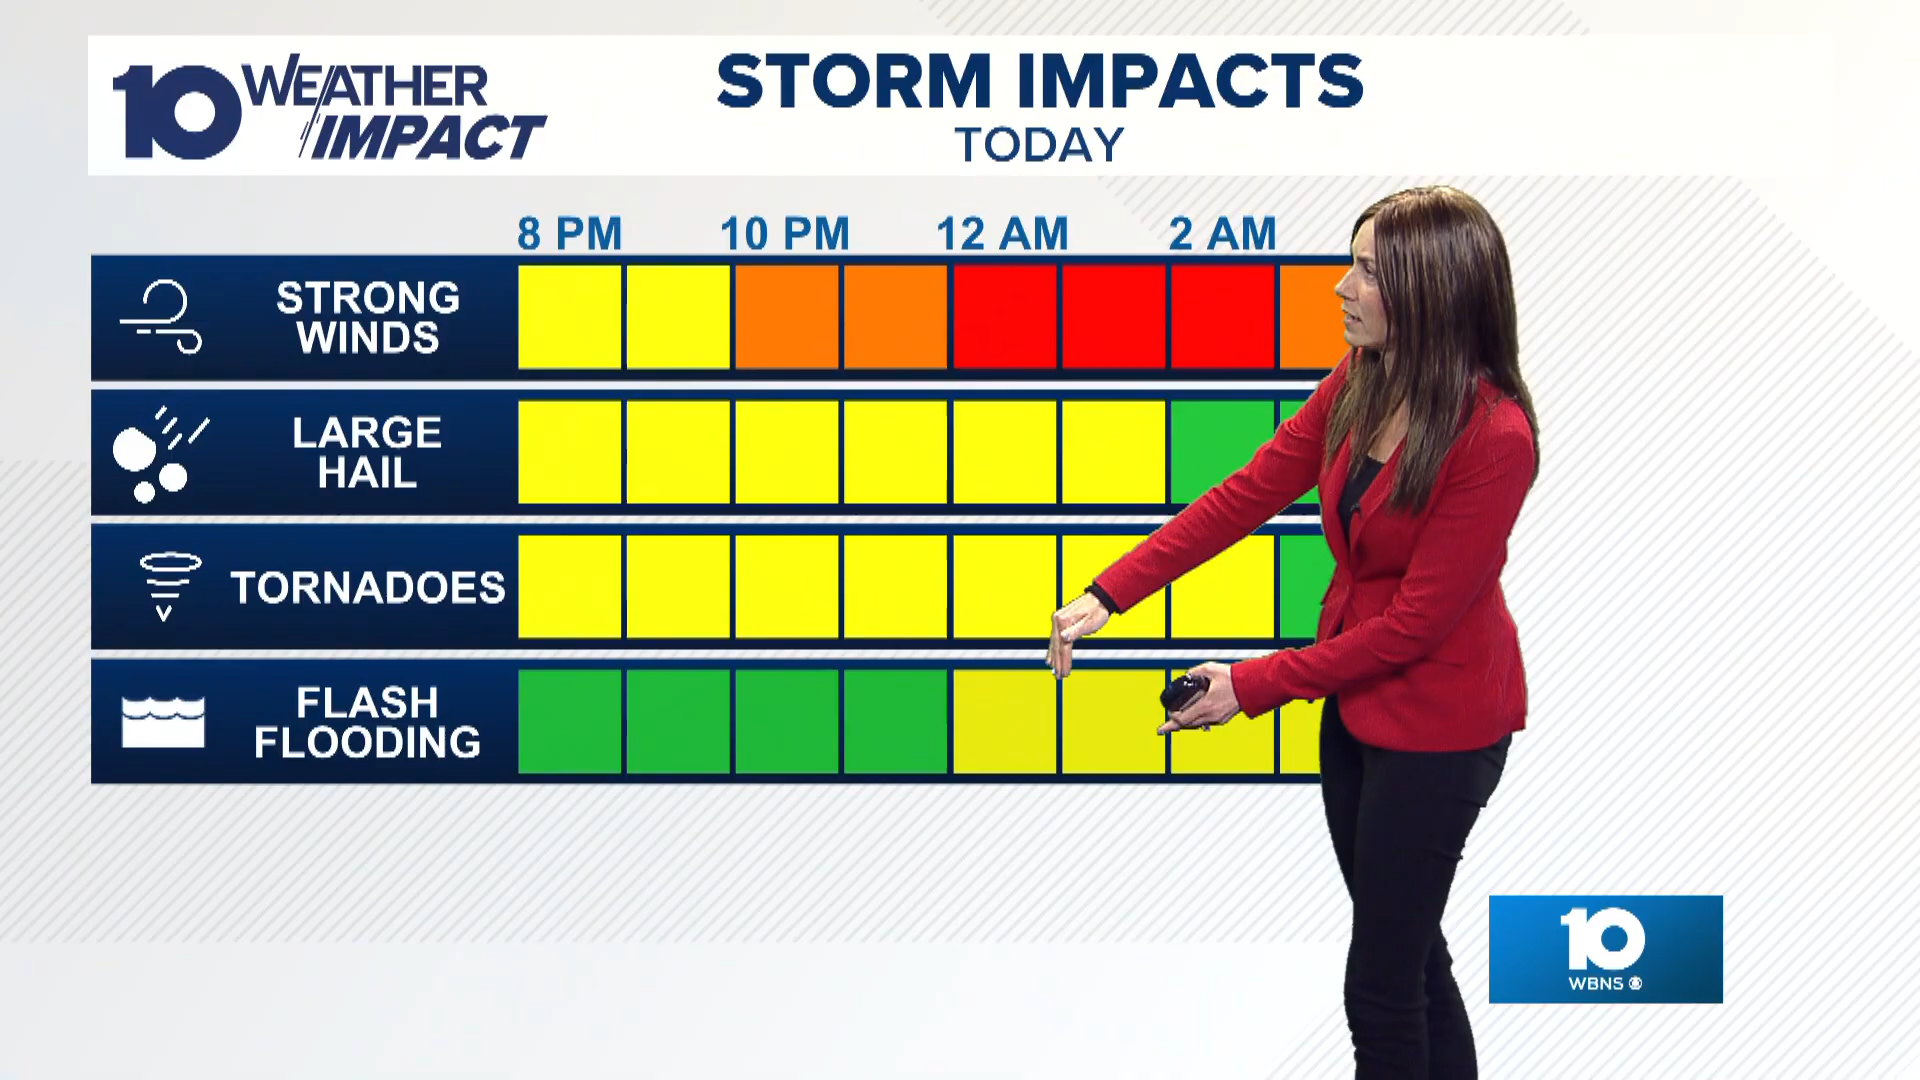 10 WEATHER IMPACT
STORM IMPACTS
TODAY
8 PM 10 PM 12 AM 2 AM
STRONG
WINDS
LARGE
HAIL
TORNADOES
FLASH
FLOODING
10
WBNS